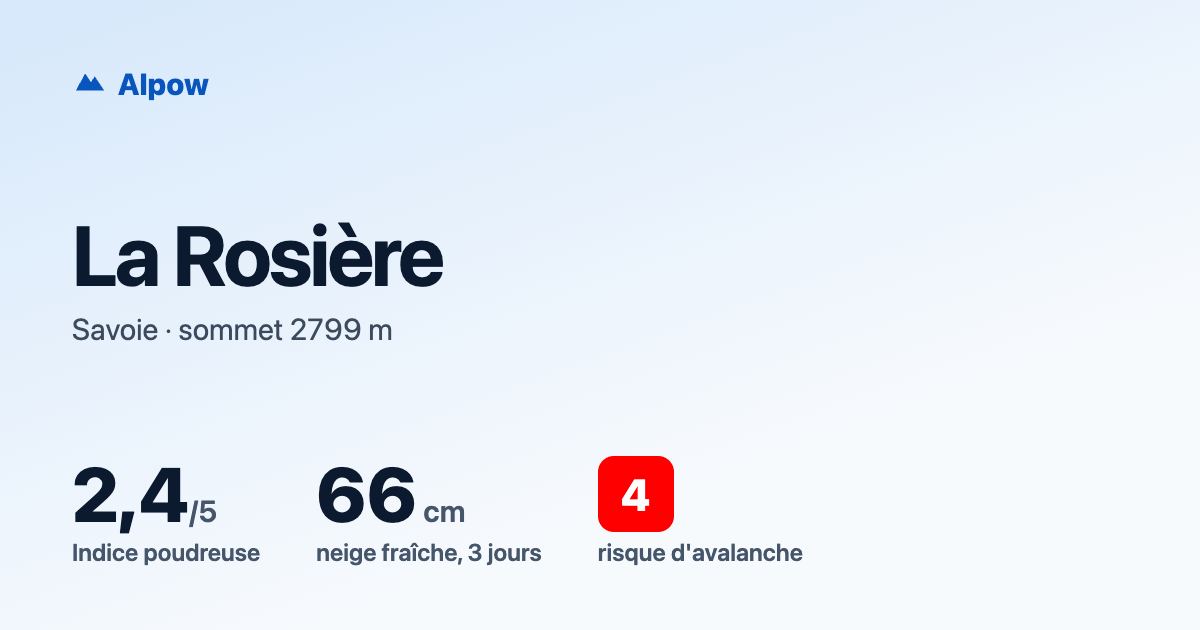 Alpow
La Rosière
Savoie · sommet 2799 m
2,4/5
Indice poudreuse
66 cm
neige fraîche, 3 jours
4
risque d'avalanche